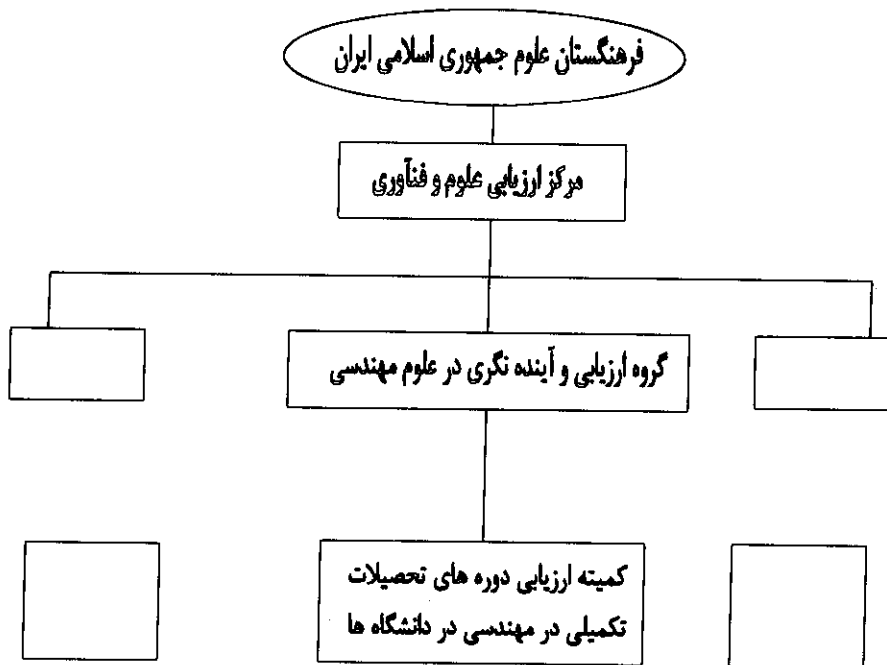 فرهنگستان علوم جمهوری اسلامی ایران
مرکز ارزیابی علوم و فنآوری
گروه ارزیابی و آینده نگری در علوم مهندسی
کمیته ارزیابی دوره های تحصیلات
تکمیلی در مهندسی در دانشگاه ها